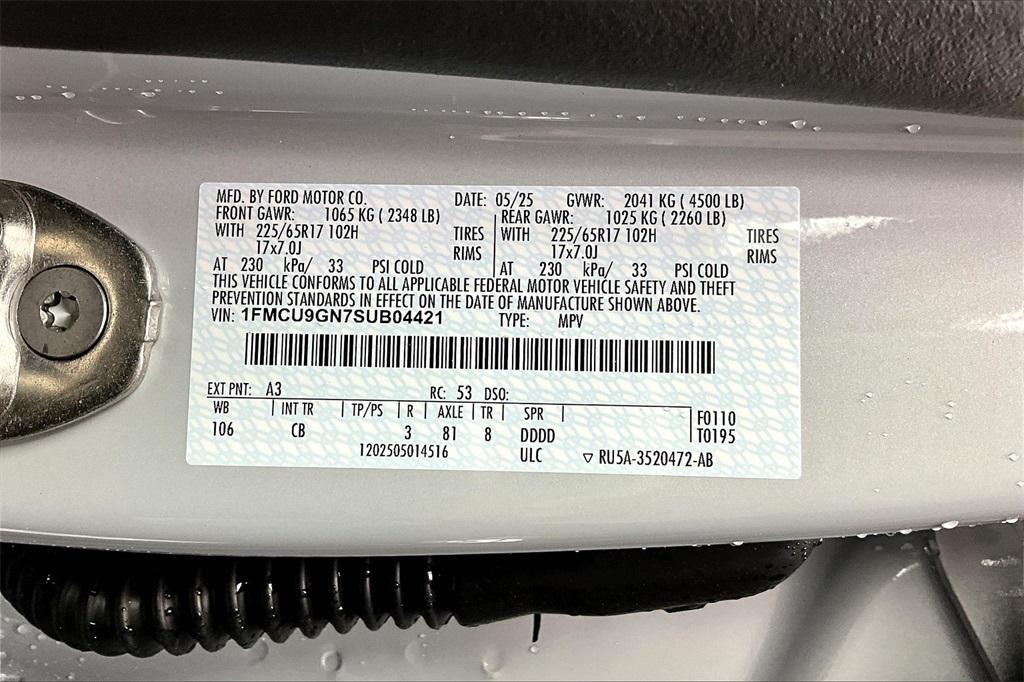 MFD. BY FORD MOTOR CO. DATE: 05/25 GVWR: 2041 KG ( 4500 LB)
FRONT GAWR: 1065 KG ( 2348 LB) REAR GAWR: 1025 KG ( 2260 LB)
WITH 225/65R17 102H TIRES WITH 225/65R17 102H TIRES
17x7.0J RIMS 17x7.0J RIMS
AT 230 kPa/ 33 PSI COLD AT 230 kPa/ 33 PSI COLD
THIS VEHICLE CONFORMS TO ALL APPLICABLE FEDERAL MOTOR VEHICLE SAFETY AND THEFT
PREVENTION STANDARDS IN EFFECT ON THE DATE OF MANUFACTURE SHOWN ABOVE.
VIN: 1FMCU9GN7SUB04421 TYPE: MPV
EXT PNT: A3 RC: 53 DSO:
WB | INT TR | TP/PS | R | AXLE | TR | SPR | F0110
106 CB 3 81 8 DDDD T0195
1202505014516 ULC ▽ RU5A-3520472-AB